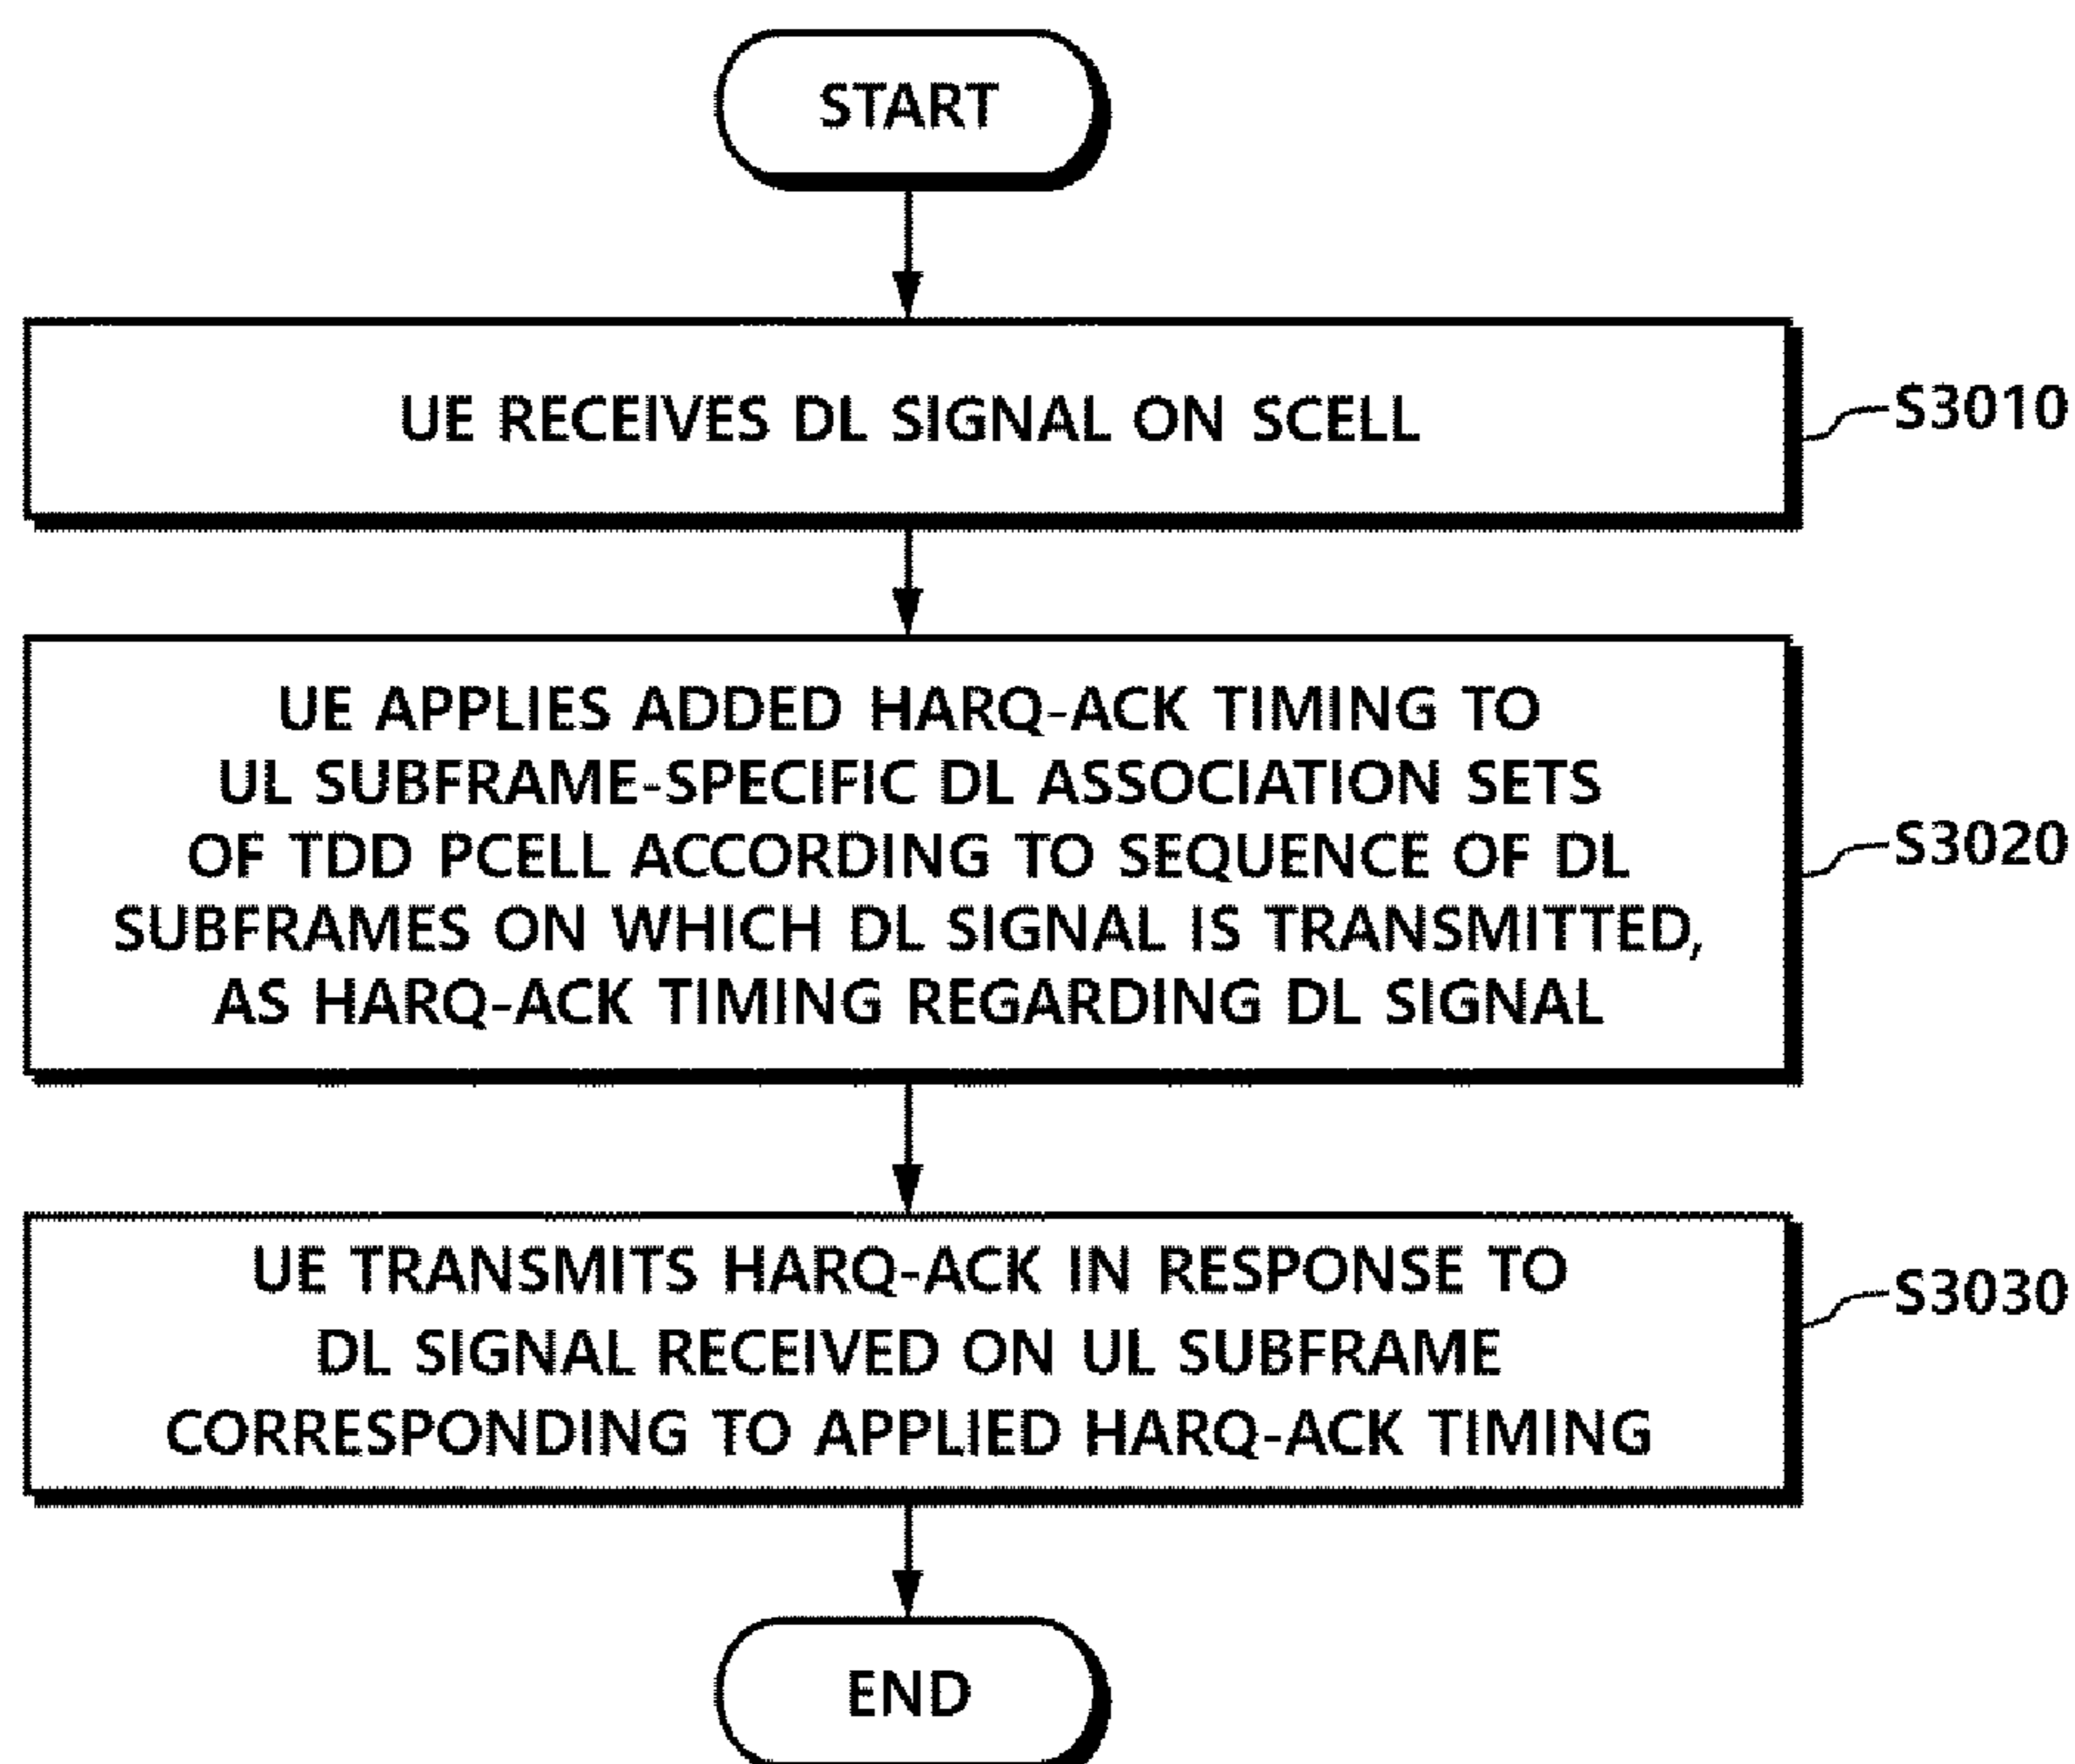 START
UE RECEIVES DL SIGNAL ON SCELL
S3010
UE APPLIES ADDED HARQ-ACK TIMING TO
UL SUBFRAME-SPECIFIC DL ASSOCIATION SETS
OF TDD PCELL ACCORDING TO SEQUENCE OF DL
SUBFRAMES ON WHICH DL SIGNAL IS TRANSMITTED,
AS HARQ-ACK TIMING REGARDING DL SIGNAL
S3020
UE TRANSMITS HARQ-ACK IN RESPONSE TO
DL SIGNAL RECEIVED ON UL SUBFRAME
CORRESPONDING TO APPLIED HARQ-ACK TIMING
S3030
END